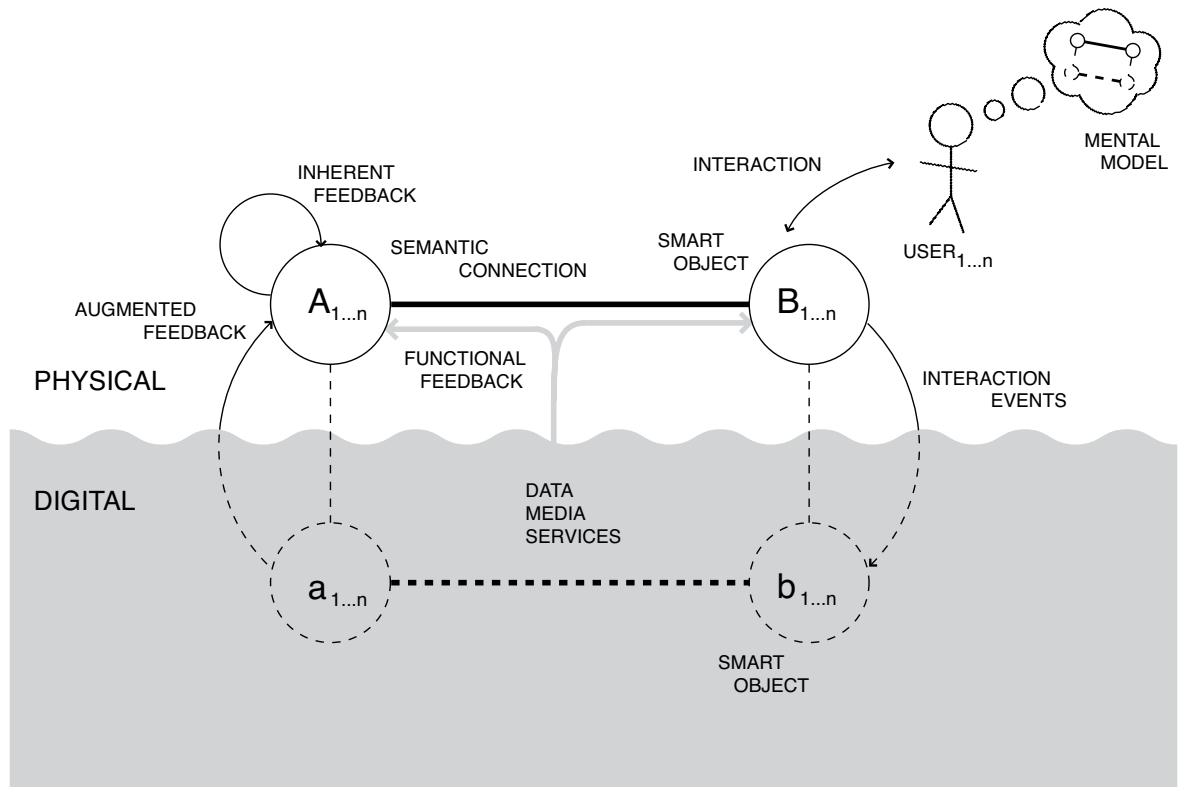 MENTAL
MODEL
INTERACTION
USER1...n
INHERENT
FEEDBACK
SEMANTIC
CONNECTION
SMART
OBJECT
A1...n
B1...n
AUGMENTED
FEEDBACK
FUNCTIONAL
FEEDBACK
PHYSICAL
INTERACTION
EVENTS
DIGITAL
DATA
MEDIA
SERVICES
a1...n
b1...n
SMART
OBJECT